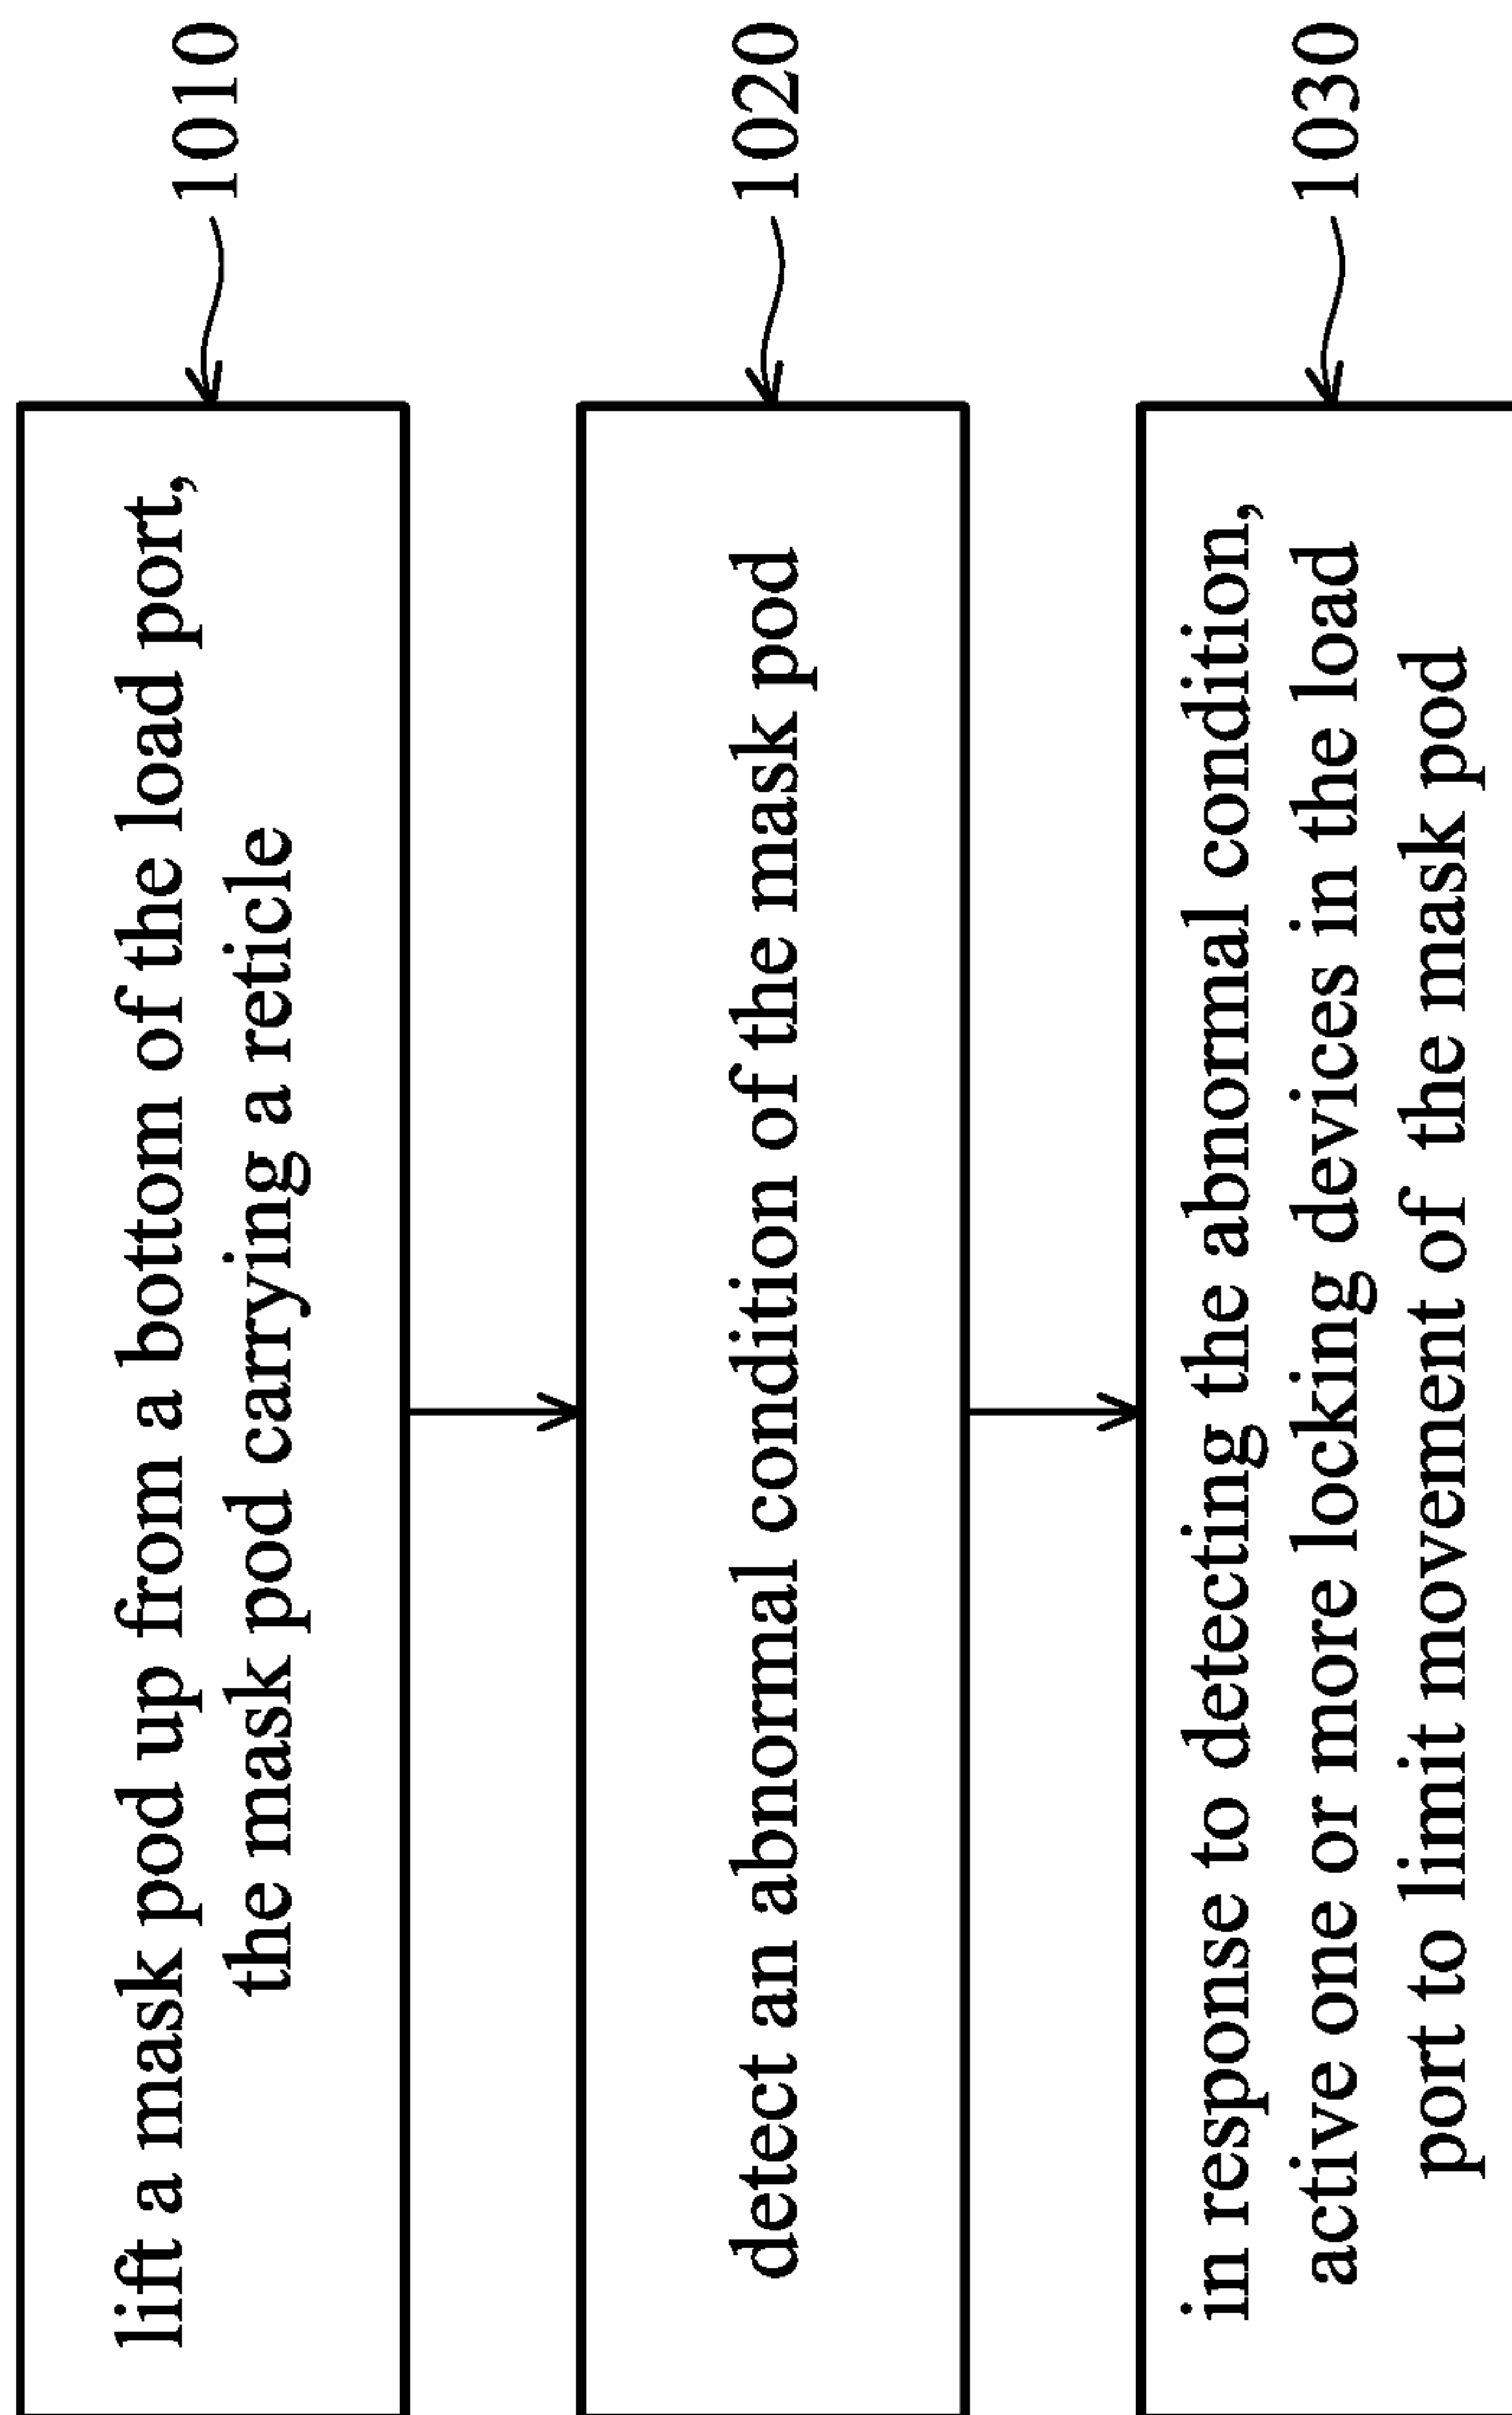 lift a mask pod up from a bottom of the load port,
the mask pod carrying a reticle
1010
detect an abnormal condition of the mask pod
1020
in response to detecting the abnormal condition,
active one or more locking devices in the load
port to limit movement of the mask pod
1030